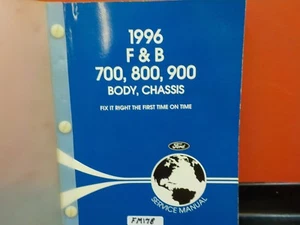 1996
F & B
700, 800, 900
BODY, CHASSIS
FIX IT RIGHT THE FIRST TIME ON TIME
Ford
SERVICE MANUAL
FM178